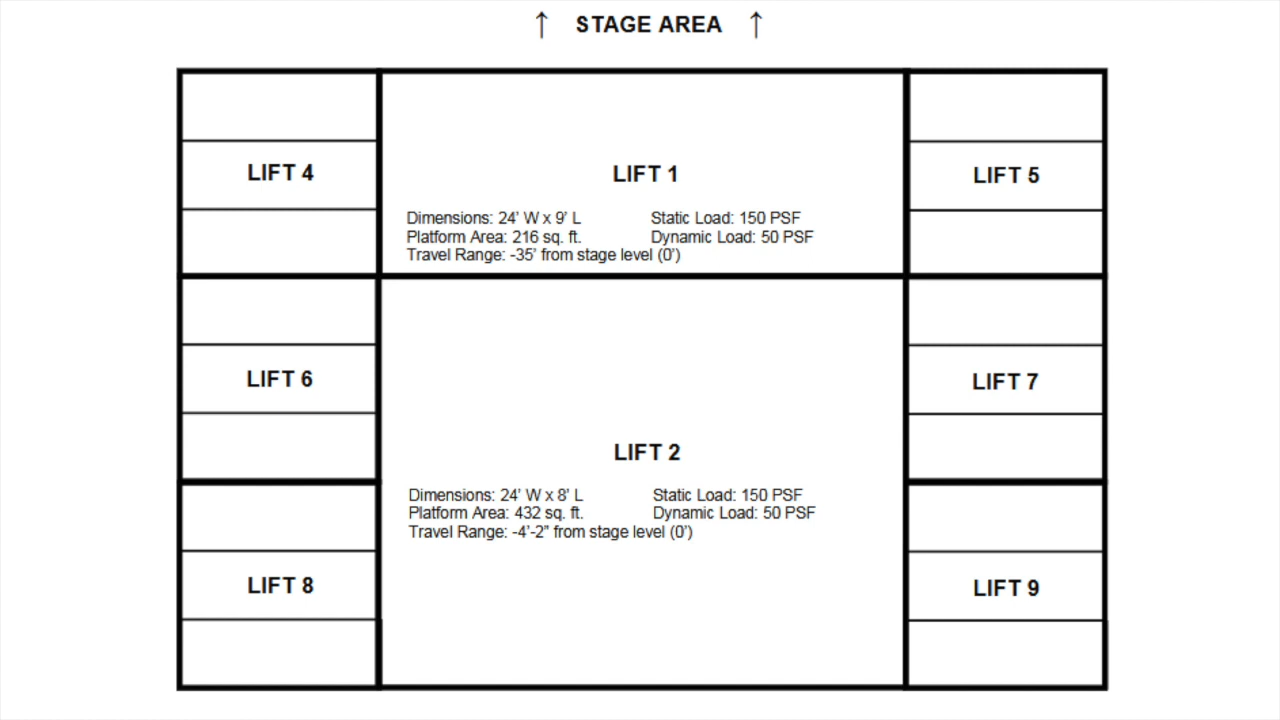 ↑ STAGE AREA ↑
LIFT 4
LIFT 1
LIFT 5
Dimensions: 24' W x 9' L
Static Load: 150 PSF
Platform Area: 216 sq. ft.
Dynamic Load: 50 PSF
Travel Range: -35' from stage level (0')
LIFT 6
LIFT 7
LIFT 2
Dimensions: 24' W x 8' L
Static Load: 150 PSF
Platform Area: 432 sq. ft.
Dynamic Load: 50 PSF
Travel Range: -4'-2" from stage level (0')
LIFT 8
LIFT 9